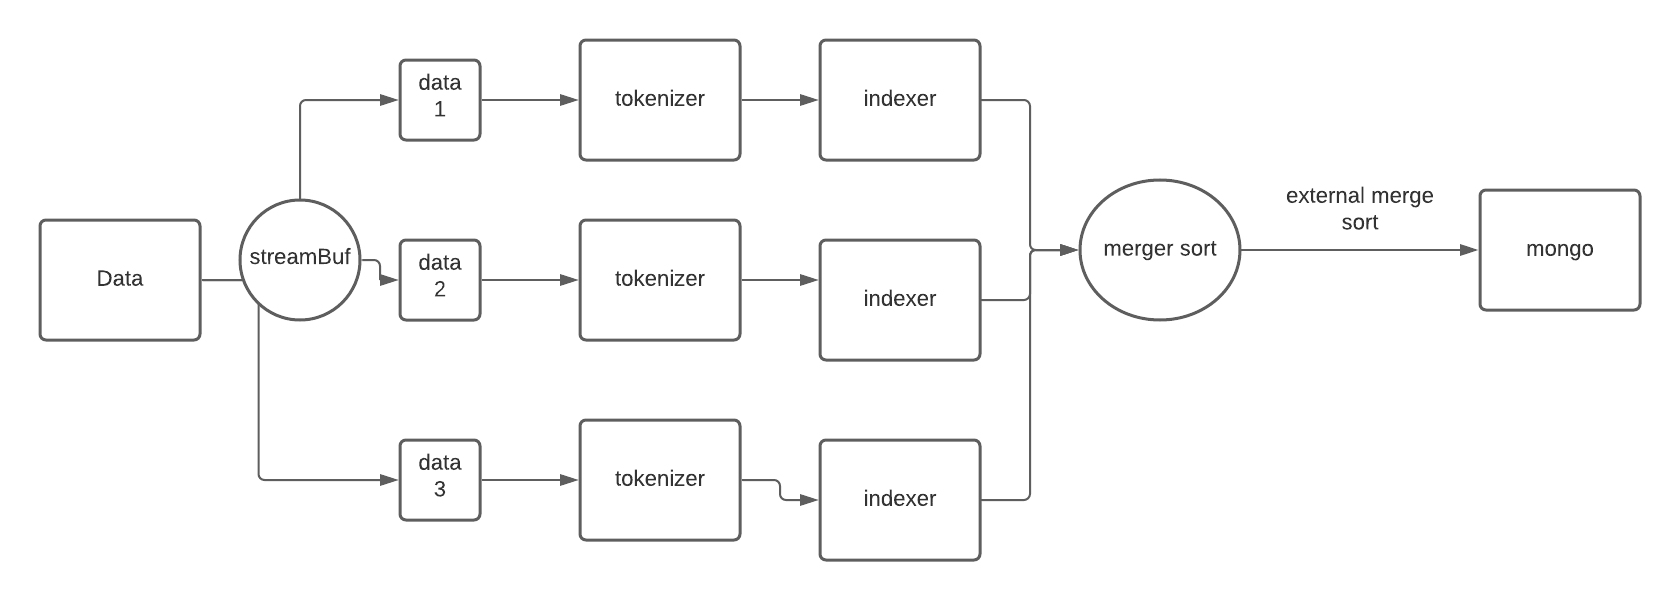 Data
streamBuf
data
1
tokenizer
indexer
data
2
tokenizer
indexer
data
3
tokenizer
indexer
merger sort
external merge
sort
mongo